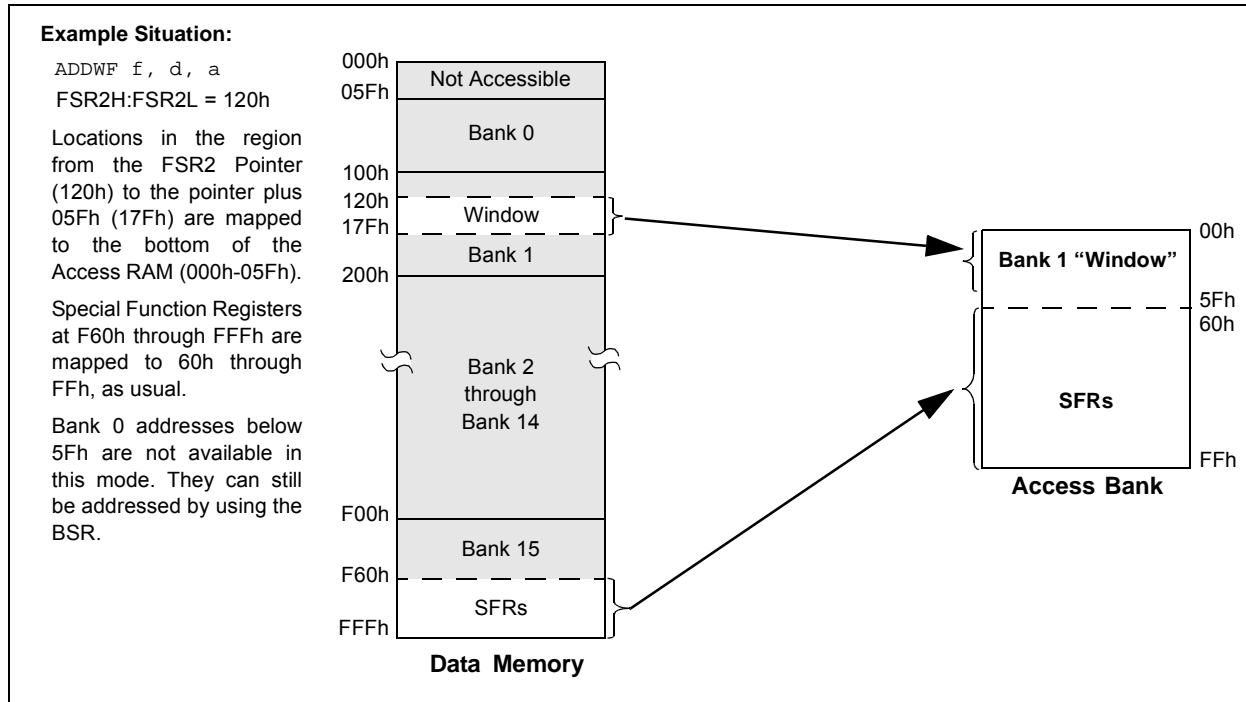 Example Situation:
ADDWF f, d, a
FSR2H:FSR2L = 120h
Locations in the region
from the FSR2 Pointer
(120h) to the pointer plus
05Fh (17Fh) are mapped
to the bottom of the
Access RAM (000h-05Fh).
Special Function Registers
at F60h through FFFh are
mapped to 60h through
FFh, as usual.
Bank 0 addresses below
5Fh are not available in
this mode. They can still
be addressed by using the
BSR.
000h
Not Accessible
05Fh
Bank 0
100h
120h
Window
17Fh
Bank 1
200h
Bank 2
through
Bank 14
F00h
Bank 15
F60h
SFRs
FFFh
Data Memory
00h
Bank 1 “Window”
5Fh
60h
SFRs
FFh
Access Bank